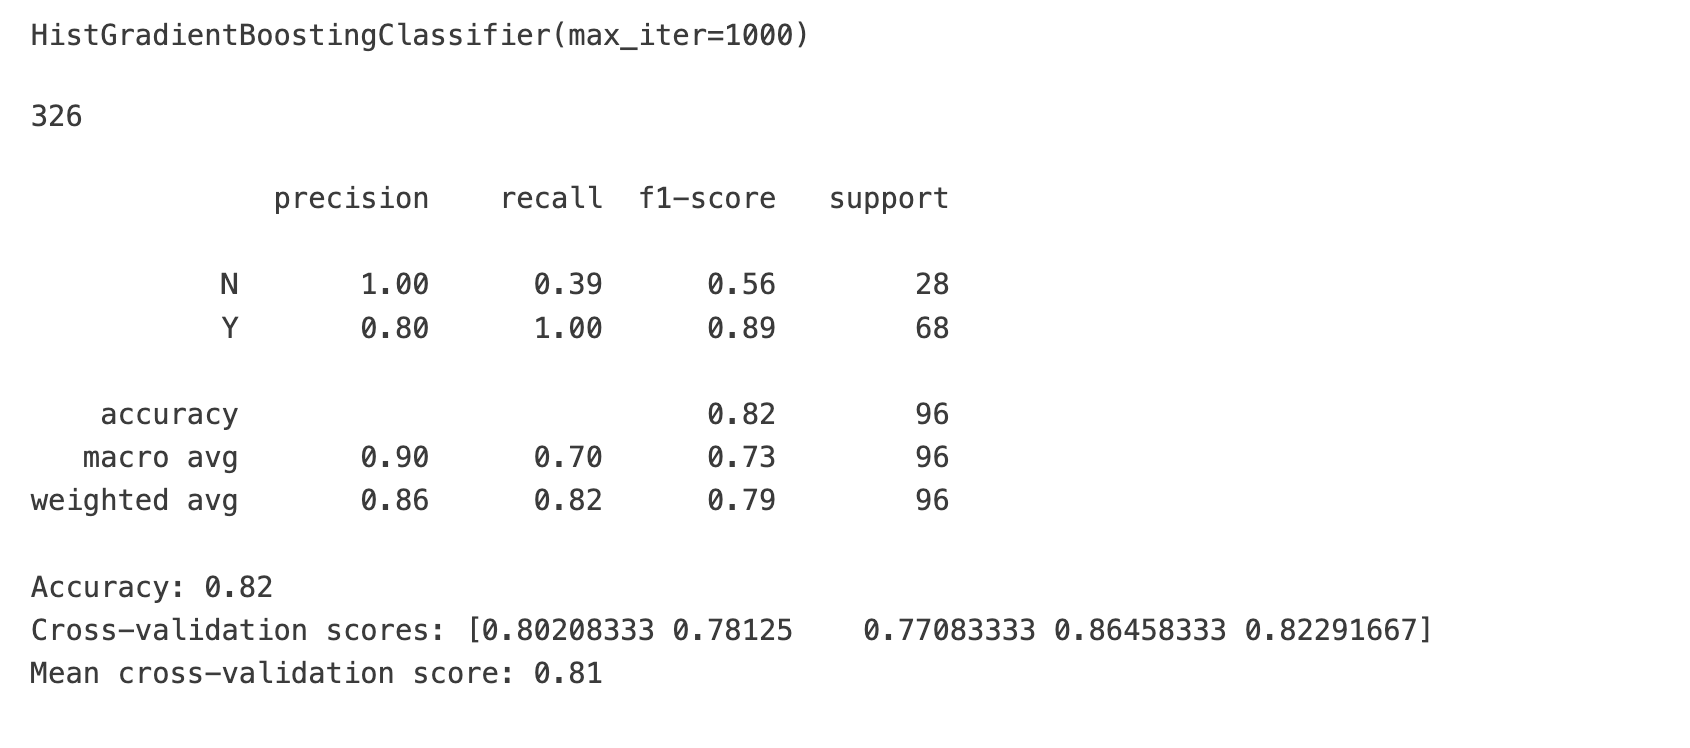 HistGradientBoostingClassifier(max_iter=1000)
326
precision recall f1-score support
N 1.00 0.39 0.56 28
Y 0.80 1.00 0.89 68
accuracy 0.82 96
macro avg 0.90 0.70 0.73 96
weighted avg 0.86 0.82 0.79 96
Accuracy: 0.82
Cross-validation scores: [0.80208333 0.78125    0.77083333 0.86458333 0.82291667]
Mean cross-validation score: 0.81